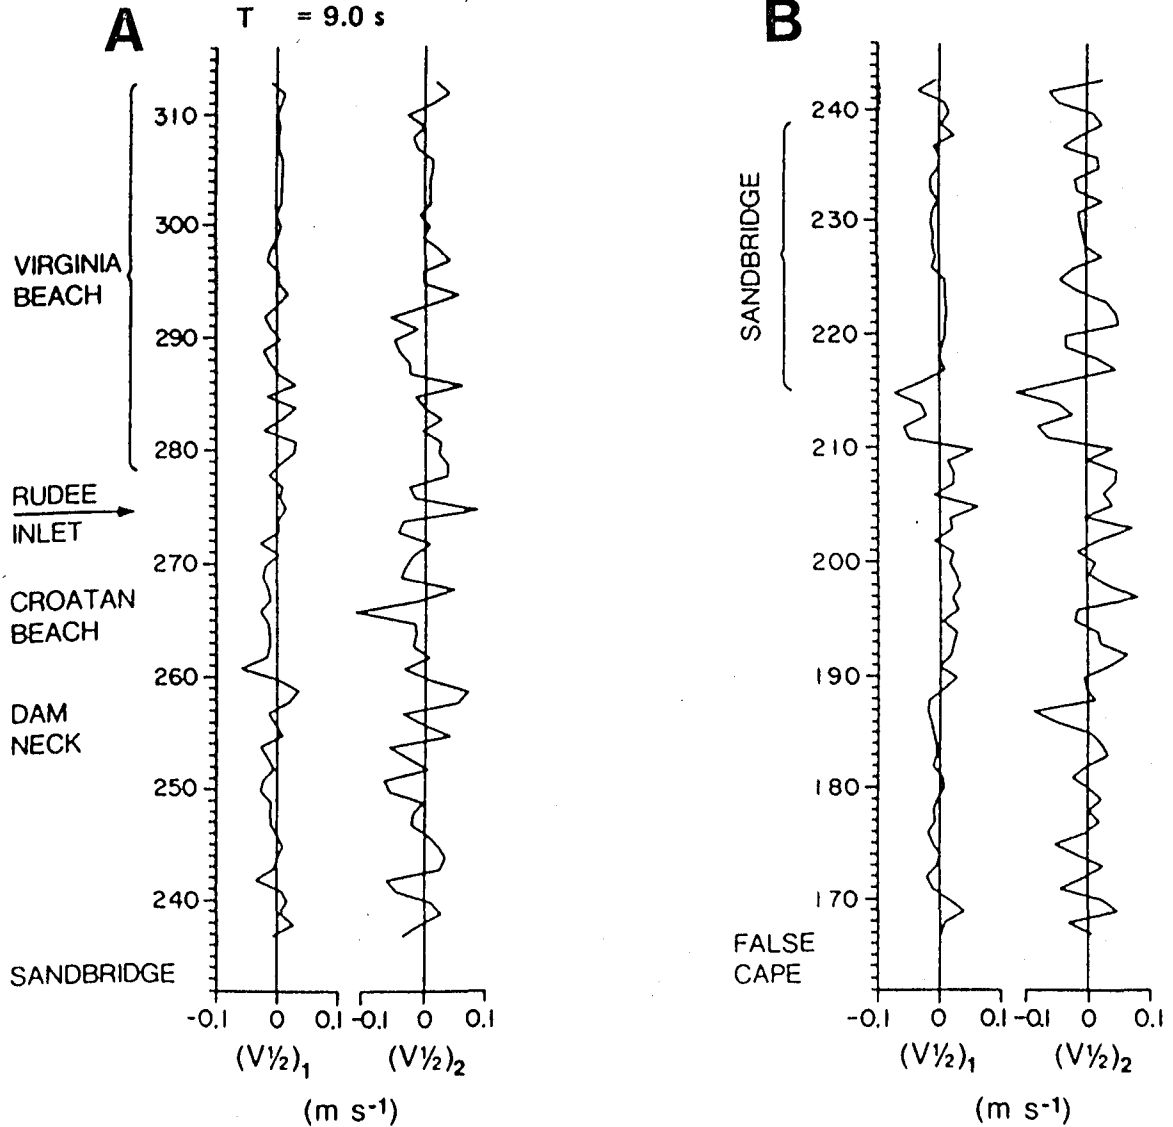 A
T = 9.0 s
310
300
290
280
270
260
250
240
VIRGINIA
BEACH
RUDEE
INLET
CROATAN
BEACH
DAM
NECK
SANDBRIDGE
-0.1 0 0.1 -0.1 0 0.1
(V½)₁ (V½)₂
(m s⁻¹)
B
240
230
220
210
200
190
180
170
SANDBRIDGE
FALSE
CAPE
-0.1 0 0.1 -0.1 0 0.1
(V½)₁ (V½)₂
(m s⁻¹)